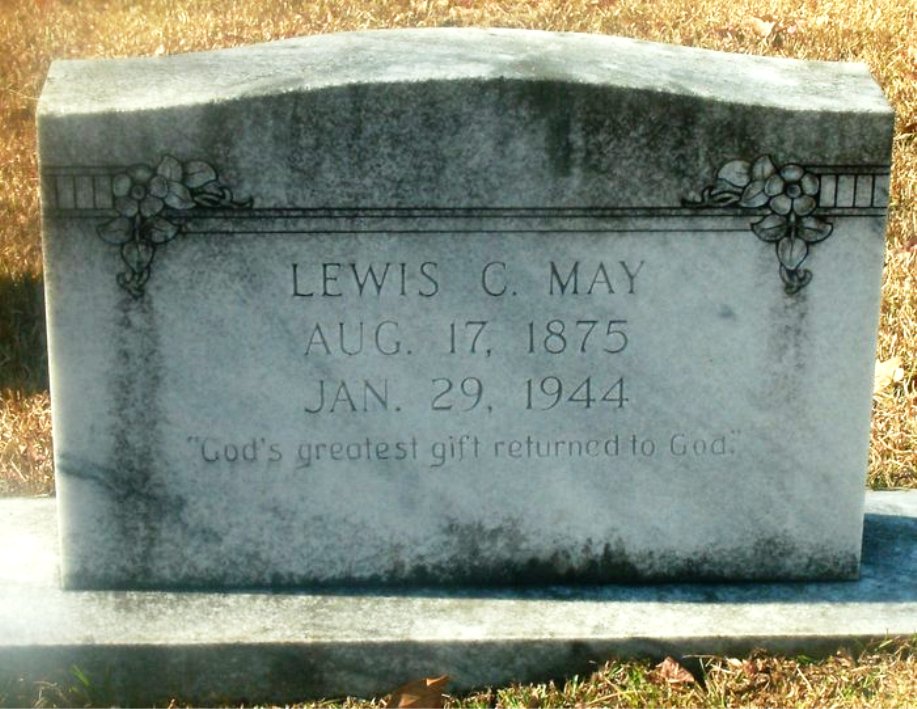 LEWIS C. MAY
AUG. 17, 1875
JAN. 29, 1944
"God's greatest gift returned to God."